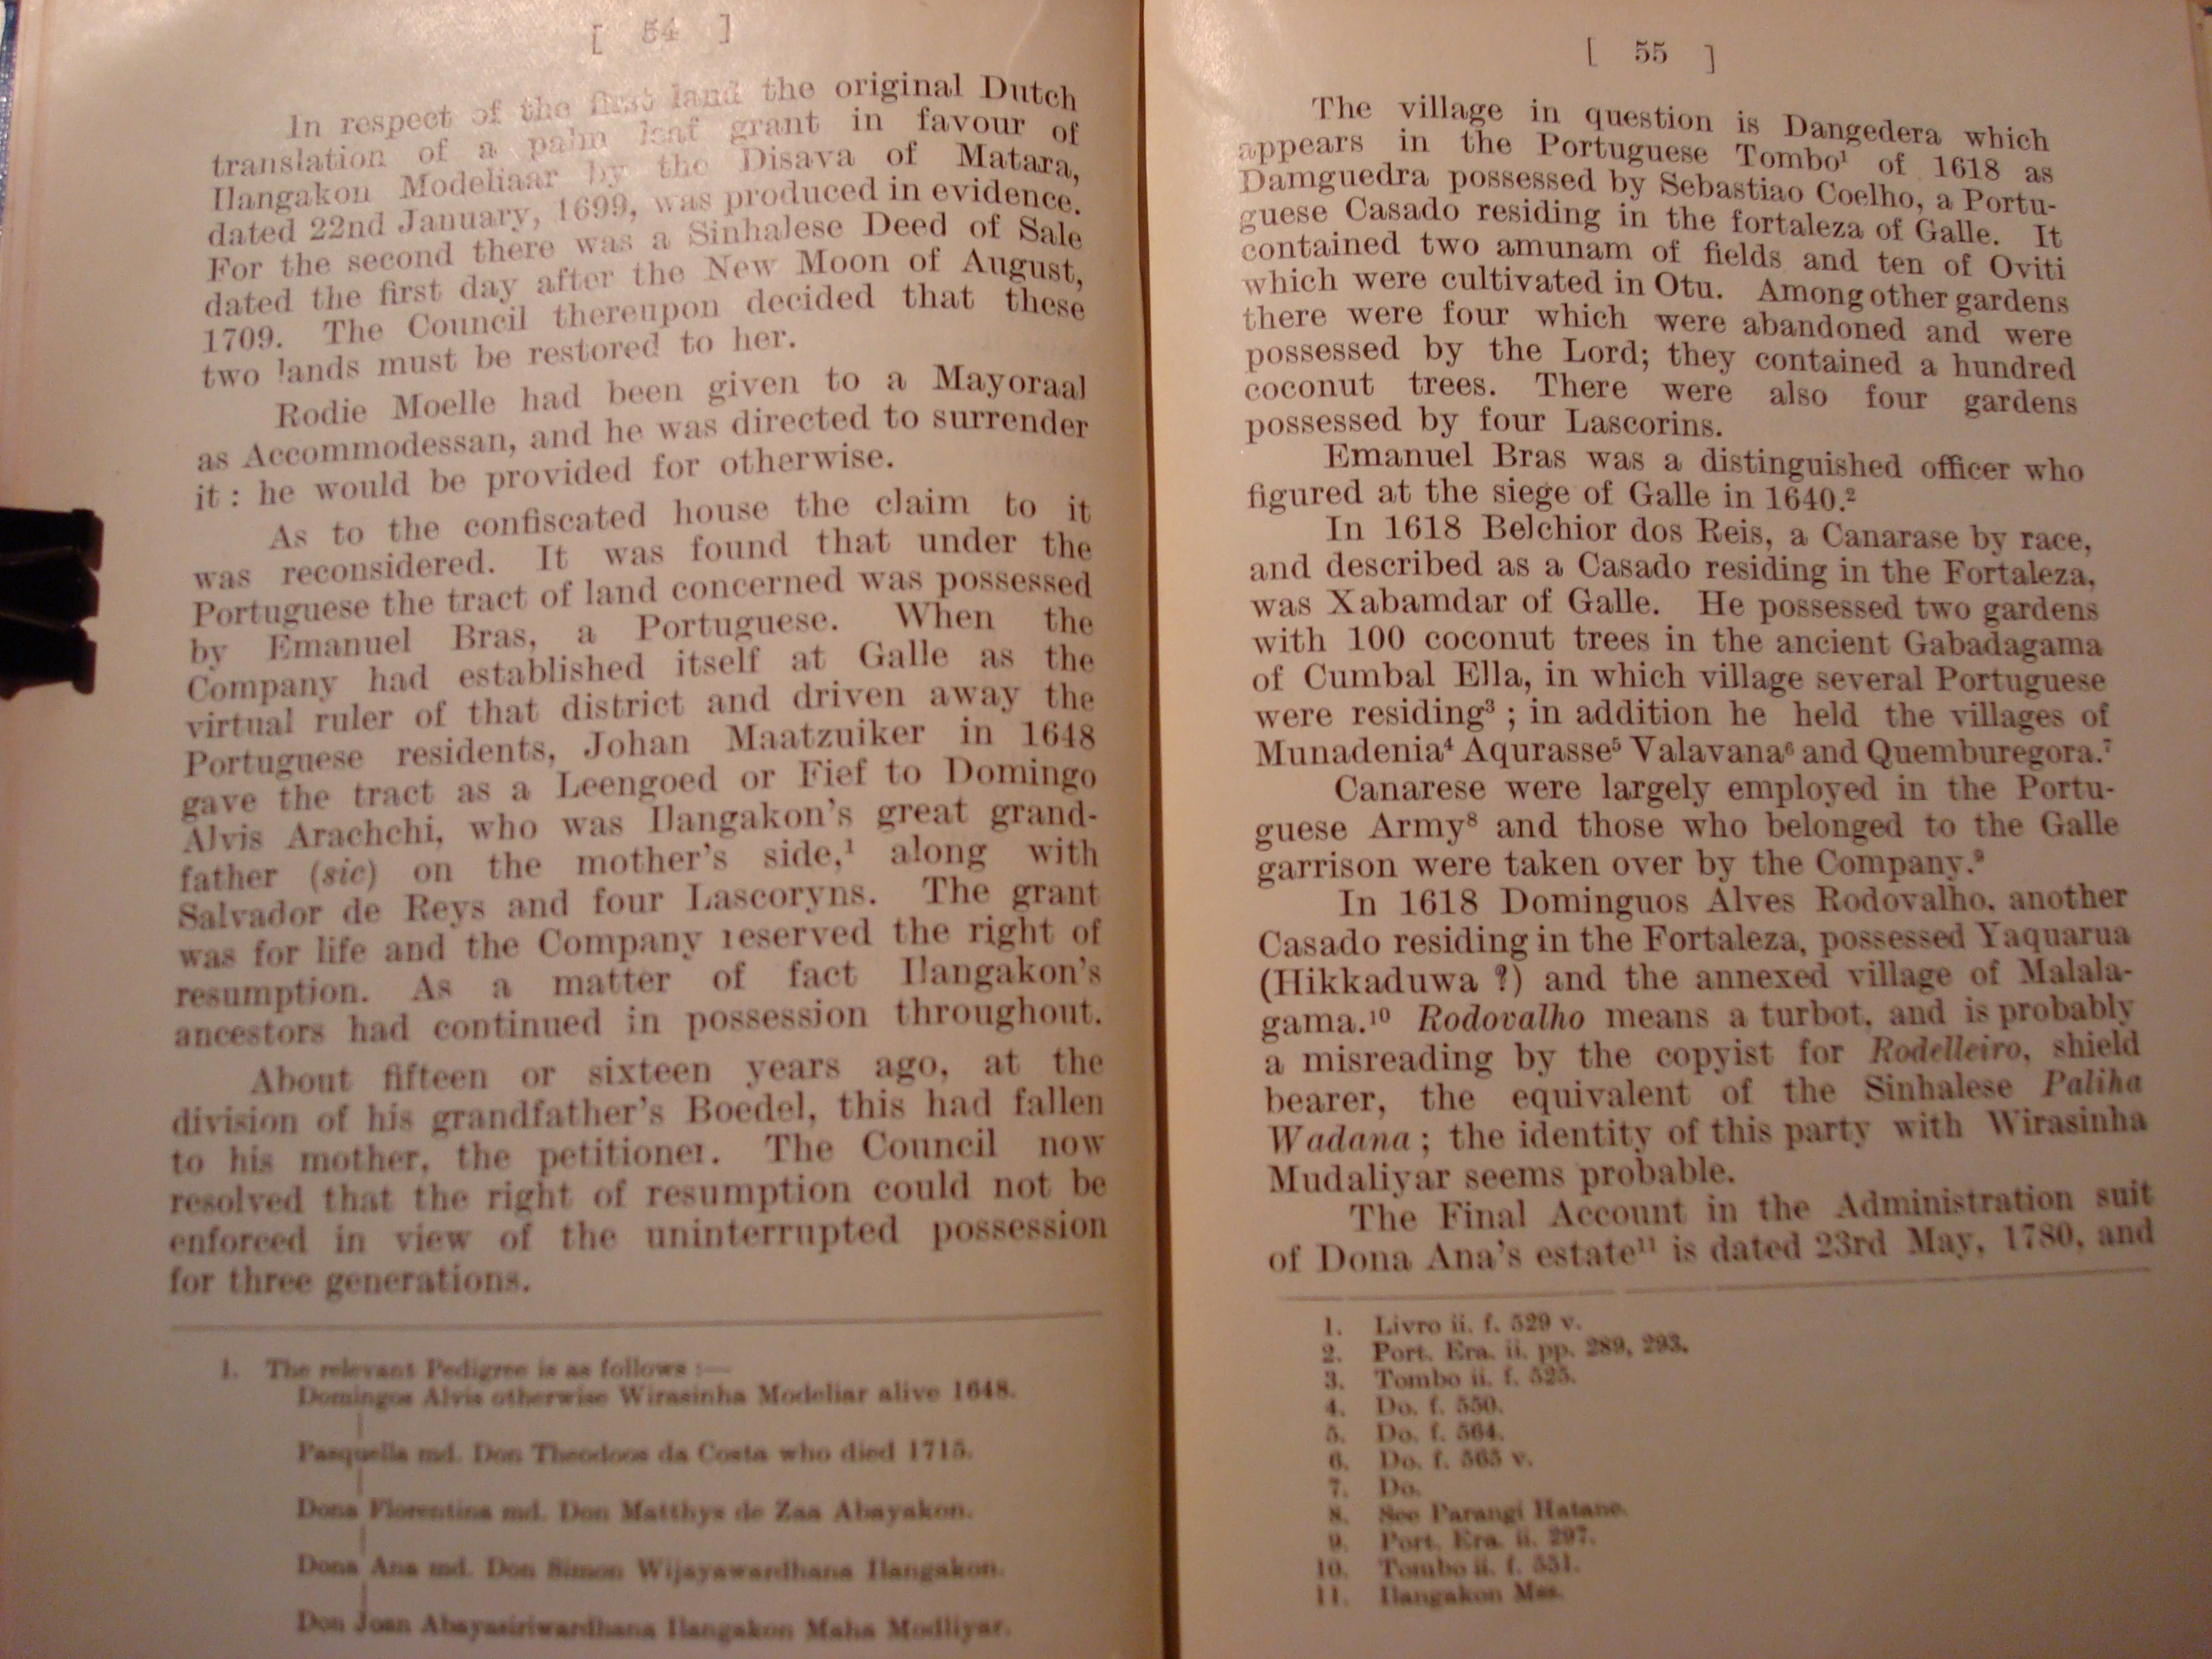 [ 54 ]
In respect of the first land the original Dutch
translation of a palm leaf grant in favour of
Ilangakon Modeliaar by the Disava of Matara,
dated 22nd January, 1699, was produced in evidence.
For the second there was a Sinhalese Deed of Sale
dated the first day after the New Moon of August,
1709. The Council thereupon decided that these
two lands must be restored to her.
Rodie Moelle had been given to a Mayoraal
as Accommodessan, and he was directed to surrender
it : he would be provided for otherwise.
As to the confiscated house the claim to it
was reconsidered. It was found that under the
Portuguese the tract of land concerned was possessed
by Emanuel Bras, a Portuguese. When the
Company had established itself at Galle as the
virtual ruler of that district and driven away the
Portuguese residents, Johan Maatzuiker in 1648
gave the tract as a Leengoed or Fief to Domingo
Alvis Arachchi, who was Ilangakon's great grand-
father (sic) on the mother's side,¹ along with
Salvador de Reys and four Lascoryns. The grant
was for life and the Company reserved the right of
resumption. As a matter of fact Ilangakon's
ancestors had continued in possession throughout.
About fifteen or sixteen years ago, at the
division of his grandfather's Boedel, this had fallen
to his mother, the petitioner. The Council now
resolved that the right of resumption could not be
enforced in view of the uninterrupted possession
for three generations.
1. The relevant Pedigree is as follows :—
Domingos Alvis otherwise Wirasinha Modeliar alive 1648.
Pasquella md. Don Theodoos da Costa who died 1715.
Dona Florentina md. Don Matthys de Zaa Abayakon.
Dona Ana md. Don Simon Wijayawardhana Ilangakon.
Don Joan Abayasiriwardhana Ilangakon Maha Modliyar.
[ 55 ]
The village in question is Dangedera which
appears in the Portuguese Tombo¹ of 1618 as
Damguedra possessed by Sebastiao Coelho, a Portu-
guese Casado residing in the fortaleza of Galle. It
contained two amunam of fields and ten of Oviti
which were cultivated in Otu. Among other gardens
there were four which were abandoned and were
possessed by the Lord; they contained a hundred
coconut trees. There were also four gardens
possessed by four Lascorins.
Emanuel Bras was a distinguished officer who
figured at the siege of Galle in 1640.²
In 1618 Belchior dos Reis, a Canarase by race,
and described as a Casado residing in the Fortaleza,
was Xabamdar of Galle. He possessed two gardens
with 100 coconut trees in the ancient Gabadagama
of Cumbal Ella, in which village several Portuguese
were residing³ ; in addition he held the villages of
Munadenia⁴ Aqurasse⁵ Valavana⁶ and Quemburegora.⁷
Canarese were largely employed in the Portu-
guese Army⁸ and those who belonged to the Galle
garrison were taken over by the Company.⁹
In 1618 Dominguos Alves Rodovalho, another
Casado residing in the Fortaleza, possessed Yaquarua
(Hikkaduwa ?) and the annexed village of Malala-
gama.¹⁰ Rodovalho means a turbot, and is probably
a misreading by the copyist for Rodelleiro, shield
bearer, the equivalent of the Sinhalese Paliha
Wadana ; the identity of this party with Wirasinha
Mudaliyar seems probable.
The Final Account in the Administration suit
of Dona Ana's estate¹¹ is dated 23rd May, 1780, and
1. Livro ii. f. 529 v.
2. Port. Era. ii. pp. 289, 293.
3. Tombo ii. f. 525.
4. Do. f. 550.
5. Do. f. 564.
6. Do. f. 565 v.
7. Do.
8. See Parangi Hatane.
9. Port. Era. ii. 297.
10. Tombo ii. f. 551.
11. Ilangakon Mss.